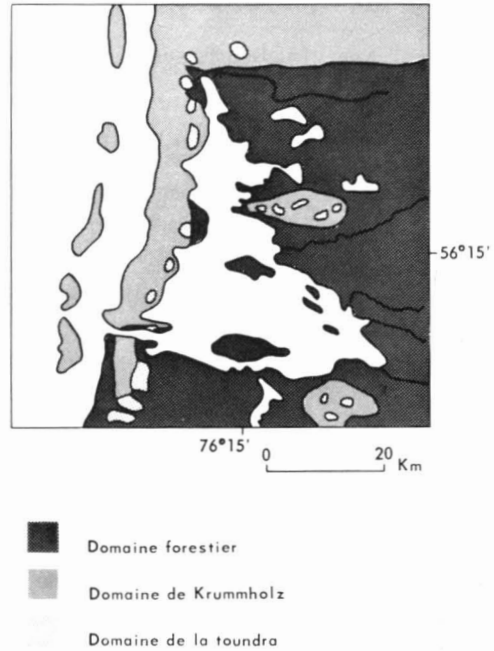 56°15'
76°15'
0 20 Km
Domaine forestier
Domaine de Krummholz
Domaine de la toundra